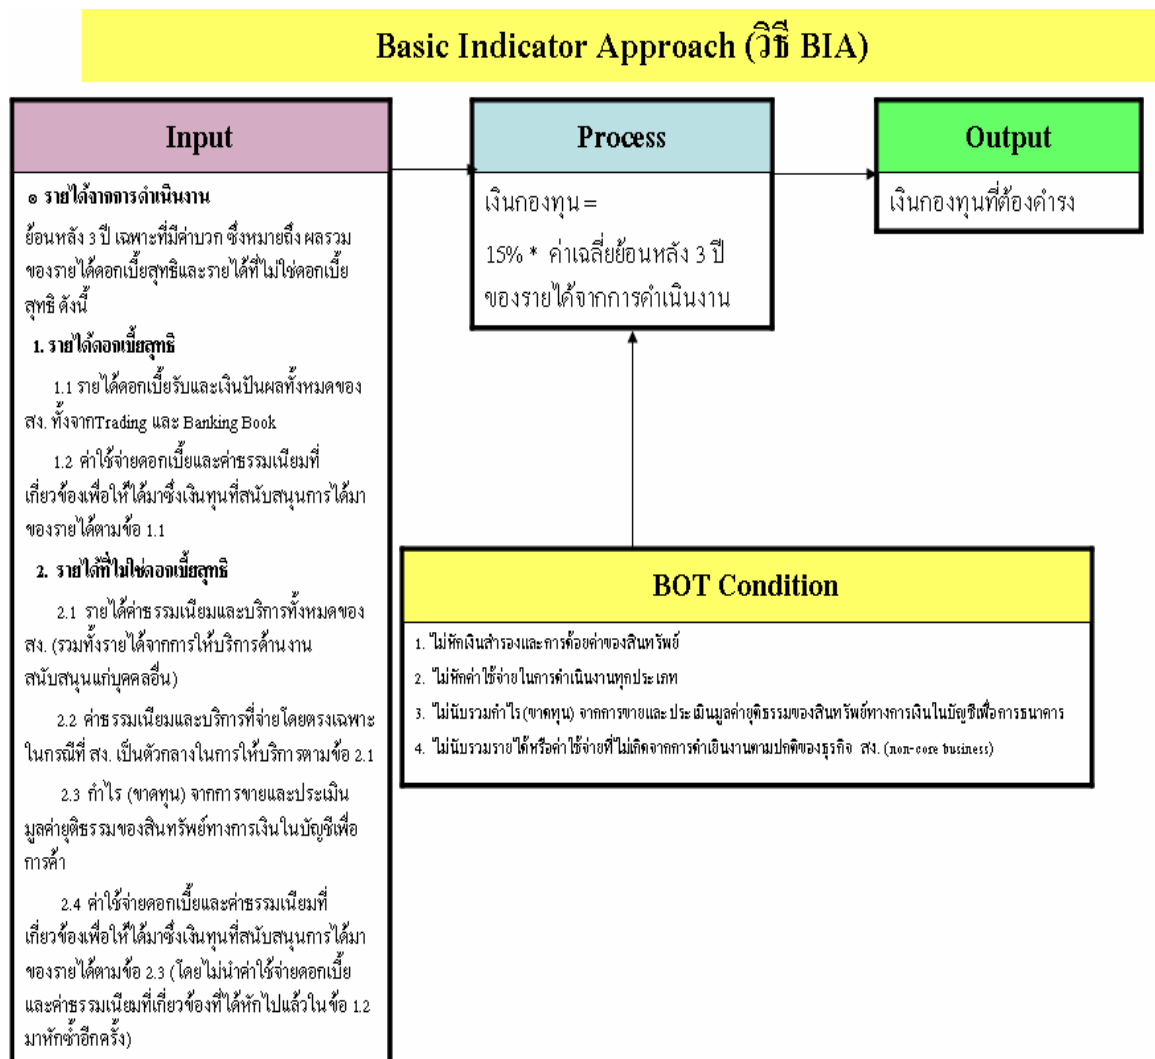 Basic Indicator Approach (วิธี BIA)
Input
๏ รายได้จากการดำเนินงาน
ย้อนหลัง 3 ปี เฉพาะที่มีค่าบวก ซึ่งหมายถึง ผลรวม
ของรายได้ดอกเบี้ยสุทธิและรายได้ที่ไม่ใช่ดอกเบี้ย
สุทธิ ดังนี้
1. รายได้ดอกเบี้ยสุทธิ
1.1 รายได้ดอกเบี้ยรับและเงินปันผลทั้งหมดของ
สง. ทั้งจากTrading และ Banking Book
1.2 ค่าใช้จ่ายดอกเบี้ยและค่าธรรมเนียมที่
เกี่ยวข้องเพื่อให้ได้มาซึ่งเงินทุนที่สนับสนุนการได้มา
ของรายได้ตามข้อ 1.1
2. รายได้ที่ไม่ใช่ดอกเบี้ยสุทธิ
2.1 รายได้ค่าธรรมเนียมและบริการทั้งหมดของ
สง. (รวมทั้งรายได้จากการให้บริการด้านงาน
สนับสนุนแก่บุคคลอื่น)
2.2 ค่าธรรมเนียมและบริการที่จ่ายโดยตรงเฉพาะ
ในกรณีที่ สง. เป็นตัวกลางในการให้บริการตามข้อ 2.1
2.3 กำไร (ขาดทุน) จากการขายและประเมิน
มูลค่ายุติธรรมของสินทรัพย์ทางการเงินในบัญชีเพื่อ
การค้า
2.4 ค่าใช้จ่ายดอกเบี้ยและค่าธรรมเนียมที่
เกี่ยวข้องเพื่อให้ได้มาซึ่งเงินทุนที่สนับสนุนการได้มา
ของรายได้ตามข้อ 2.3 (โดยไม่นำค่าใช้จ่ายดอกเบี้ย
และค่าธรรมเนียมที่เกี่ยวข้องที่ได้หักไปแล้วในข้อ 1.2
มาหักซ้ำอีกครั้ง)
Process
เงินกองทุน =
15% * ค่าเฉลี่ยย้อนหลัง 3 ปี
ของรายได้จากการดำเนินงาน
Output
เงินกองทุนที่ต้องดำรง
BOT Condition
1. ไม่หักเงินสำรองและการด้อยค่าของสินทรัพย์
2. ไม่หักค่าใช้จ่ายในการดำเนินงานทุกประเภท
3. ไม่นับรวมกำไร(ขาดทุน) จากการขายและประเมินมูลค่ายุติธรรมของสินทรัพย์ทางการเงินในบัญชีเพื่อการธนาคาร
4. ไม่นับรวมรายได้หรือค่าใช้จ่ายที่ไม่เกิดจากการดำเนินงานตามปกติของธุรกิจ สง. (non-core business)